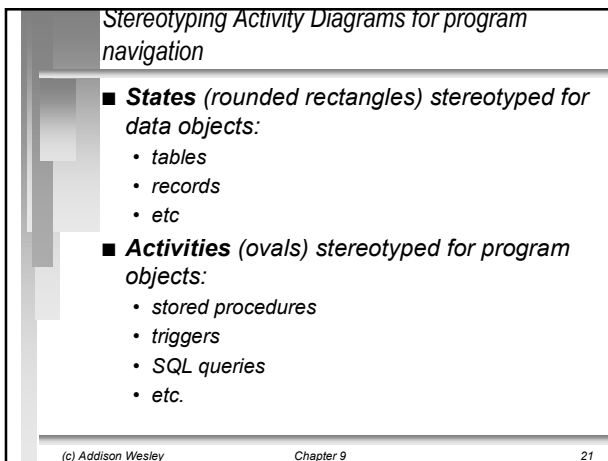 Stereotyping Activity Diagrams for program
navigation
■ States (rounded rectangles) stereotyped for
data objects:
• tables
• records
• etc
■ Activities (ovals) stereotyped for program
objects:
• stored procedures
• triggers
• SQL queries
• etc.
(c) Addison Wesley Chapter 9 21